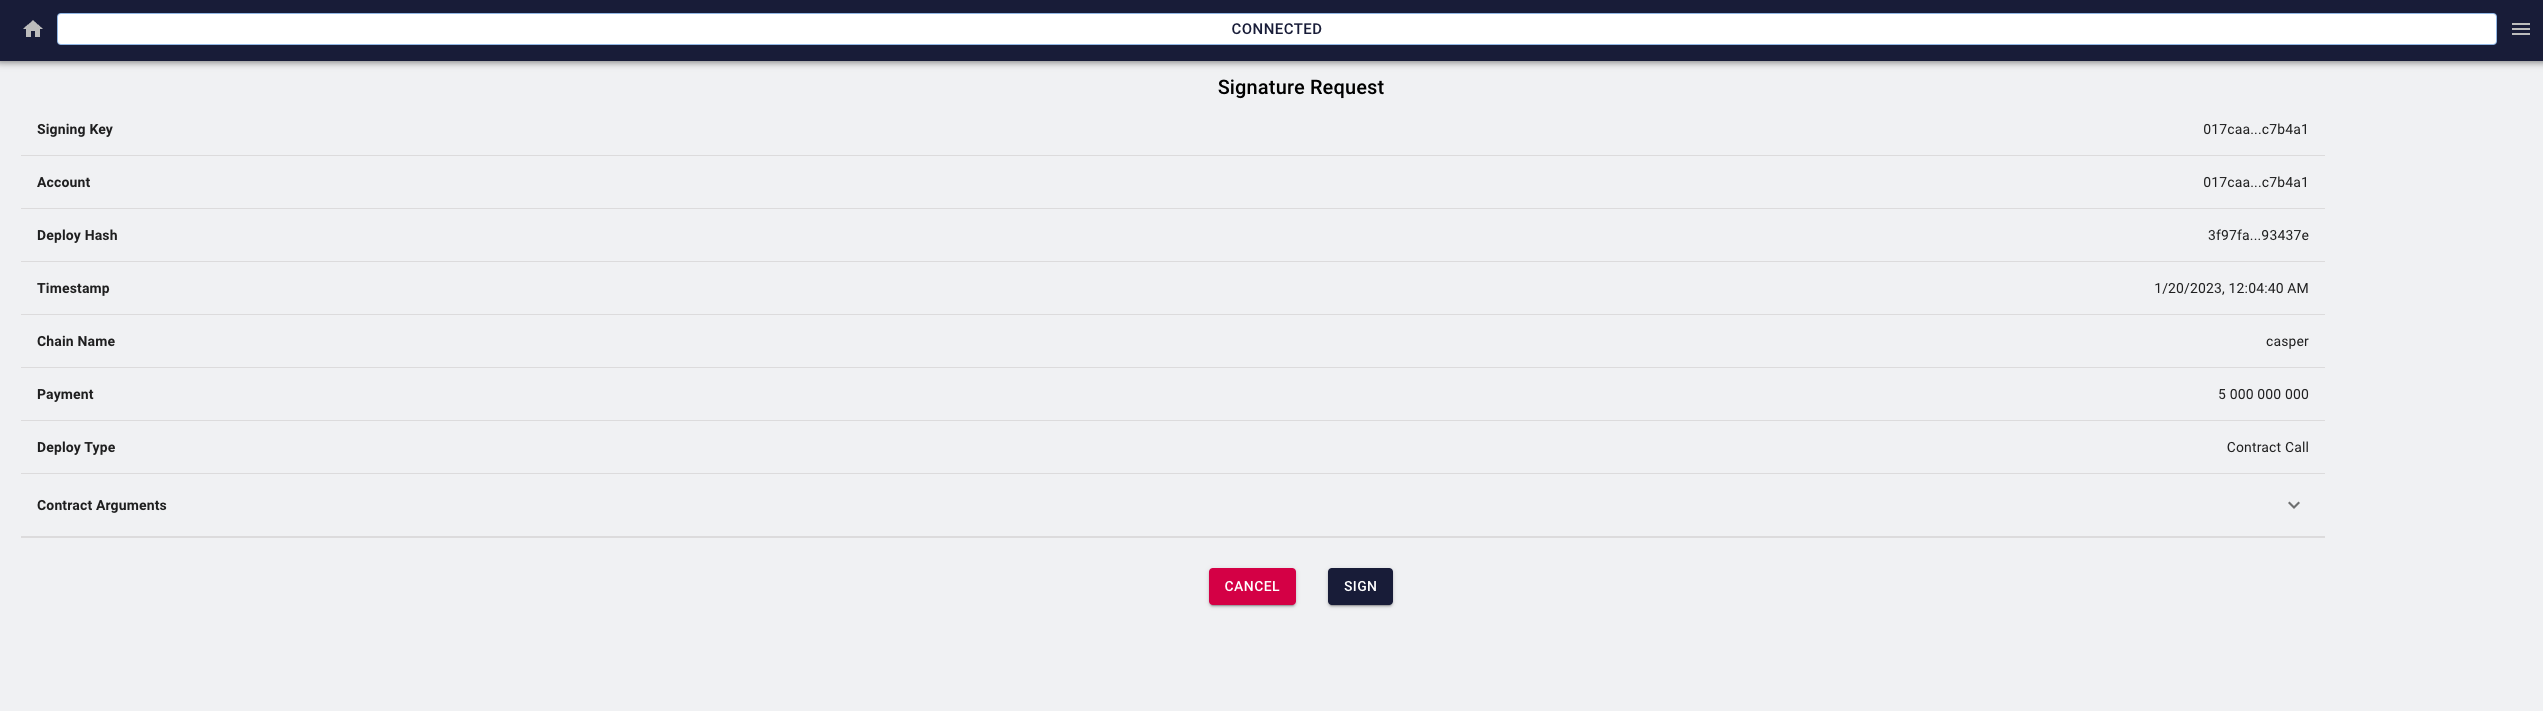 CONNECTED
Signature Request
Signing Key 017caa...c7b4a1
Account 017caa...c7b4a1
Deploy Hash 3f97fa...93437e
Timestamp 1/20/2023, 12:04:40 AM
Chain Name casper
Payment 5 000 000 000
Deploy Type Contract Call
Contract Arguments
CANCEL SIGN